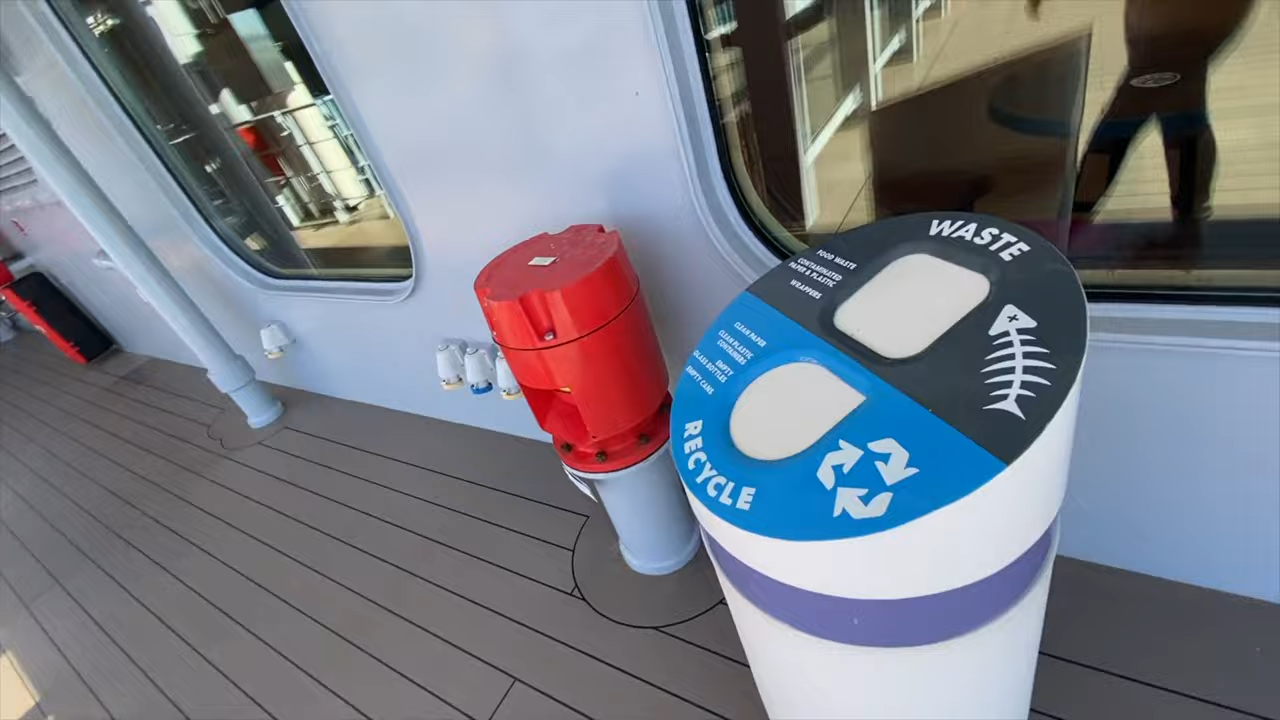 WASTE
FOOD WASTE
CONTAMINATED
PAPER & PLASTIC
WRAPPERS
CLEAN PAPER
CLEAN PLASTIC
CONTAINERS
EMPTY
GLASS BOTTLES
EMPTY CANS
RECYCLE